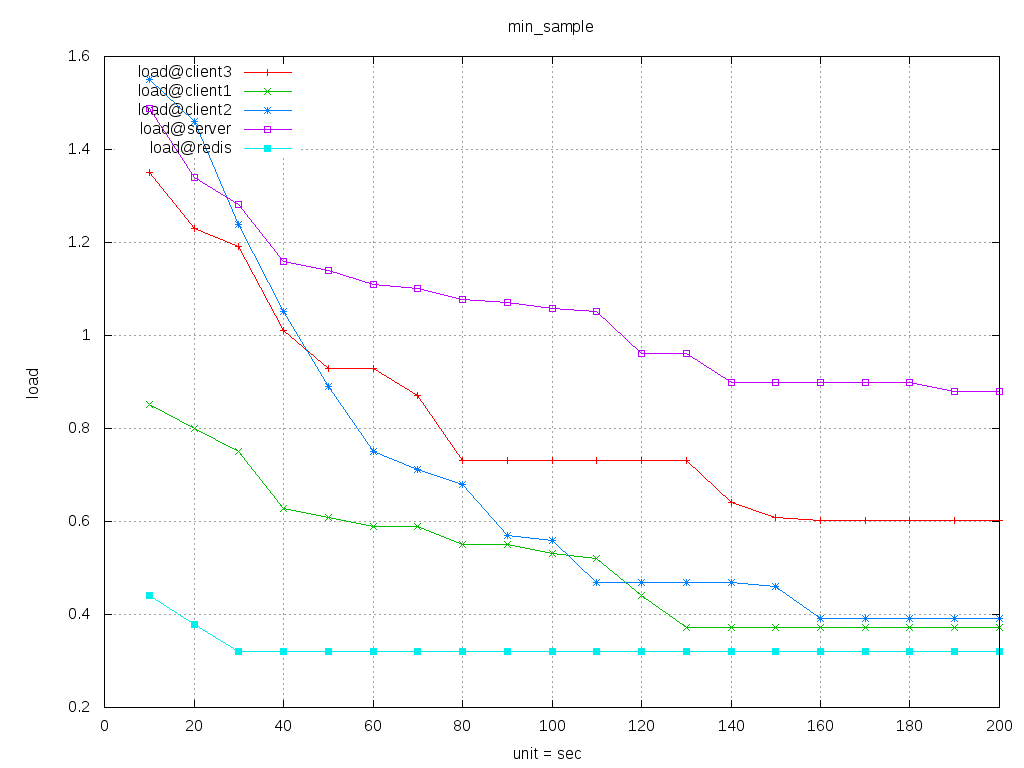 min_sample
1.6
1.4
1.2
1
0.8
0.6
0.4
0.2
load
load@client3
load@client1
load@client2
load@server
load@redis
0 20 40 60 80 100 120 140 160 180 200
unit = sec